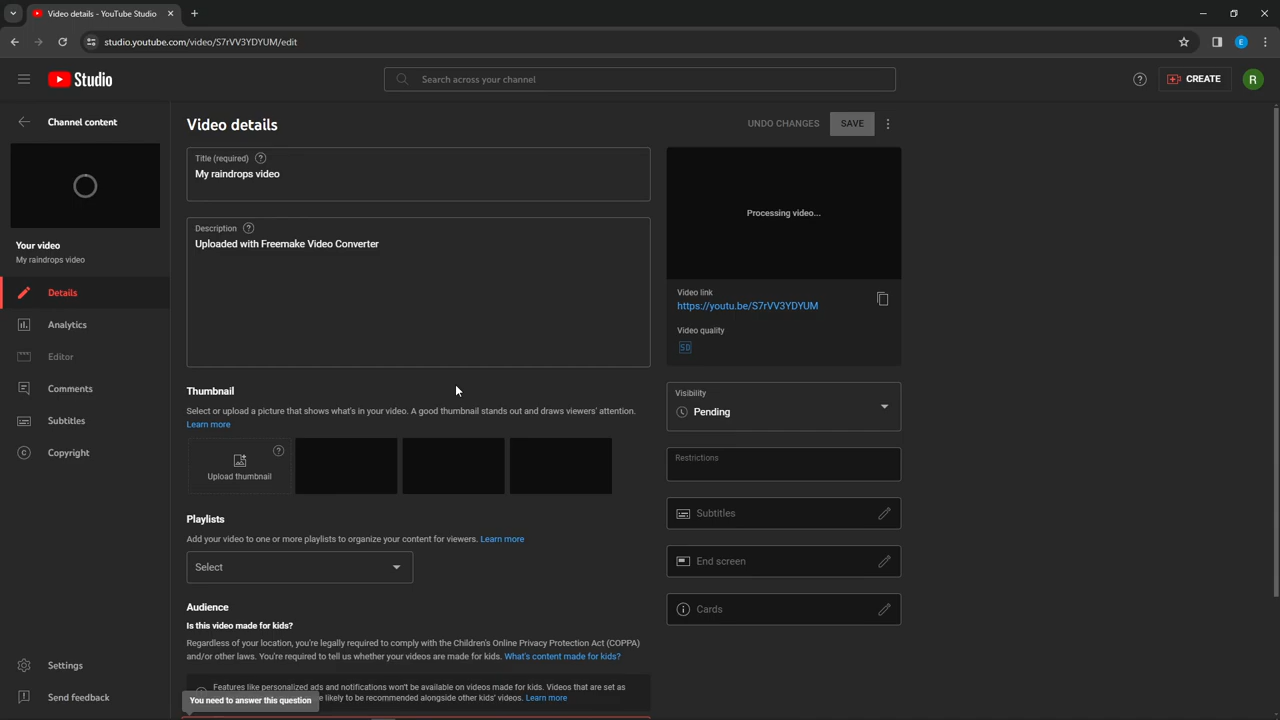 Video details - YouTube Studio
studio.youtube.com/video/S7rVV3YDYUM/edit
E
Studio
Search across your channel
CREATE
R
Channel content
Your video
My raindrops video
Details
Analytics
Editor
Comments
Subtitles
Copyright
Settings
Send feedback
Video details
UNDO CHANGES
SAVE
Title (required)
My raindrops video
Description
Uploaded with Freemake Video Converter
Thumbnail
Select or upload a picture that shows what's in your video. A good thumbnail stands out and draws viewers' attention.
Learn more
Upload thumbnail
Playlists
Add your video to one or more playlists to organize your content for viewers. Learn more
Select
Audience
Is this video made for kids?
Regardless of your location, you're legally required to comply with the Children's Online Privacy Protection Act (COPPA)
and/or other laws. You're required to tell us whether your videos are made for kids. What's content made for kids?
Features like personalized ads and notifications won't be available on videos made for kids. Videos that are set as
likely to be recommended alongside other kids' videos. Learn more
You need to answer this question
Processing video...
Video link
https://youtu.be/S7rVV3YDYUM
Video quality
SD
Visibility
Pending
Restrictions
Subtitles
End screen
Cards